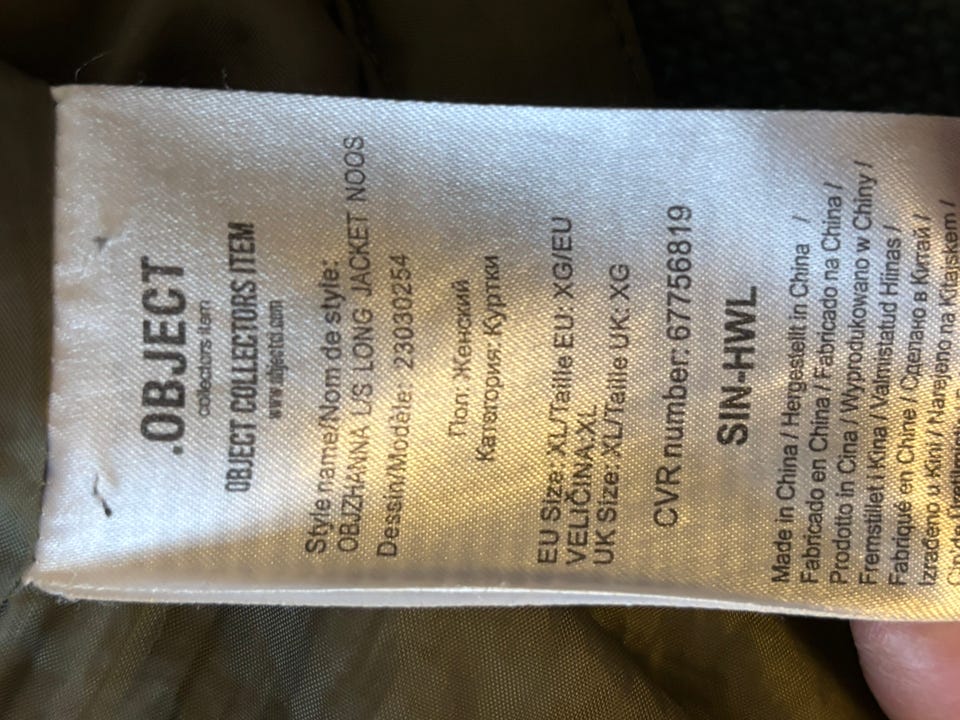 .OBJECT
collectors item
OBJECT COLLECTORS ITEM
www.objectci.com
Style name/Nom de style:
OBJZHANNA L/S LONG JACKET NOOS
Dessin/Modèle: 23030254
Пол: Женский
Категория: Куртки
EU Size: XL/Taille EU: XG/EU
VELIČINA:XL
UK Size: XL/Taille UK: XG
CVR number: 67756819
SIN-HWL
Made in China / Hergestellt in China /
Fabricado en China / Fabricado na China /
Prodotto in Cina / Wyprodukowano w Chiny /
Fremstillet i Kina / Valmistatud Hiinas /
Fabriqué en Chine / Сделано в Китай /
Izrađeno u Kini / Narejeno na Kitajskem /